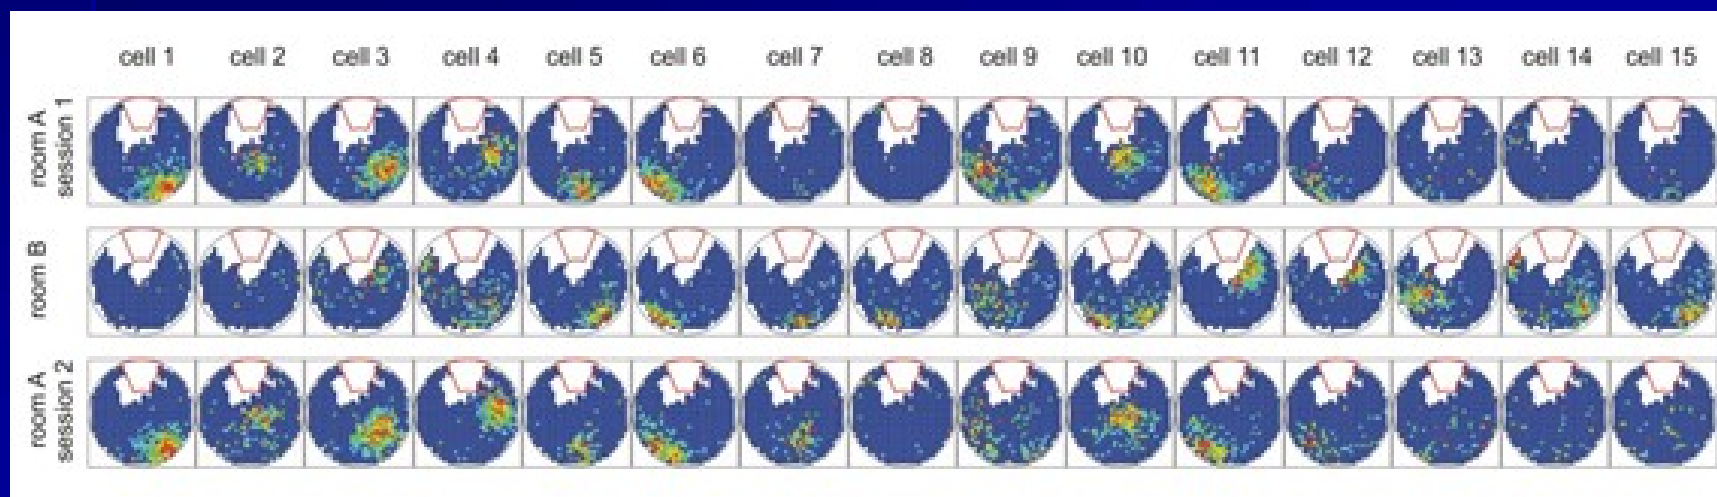 cell 1 cell 2 cell 3 cell 4 cell 5 cell 6 cell 7 cell 8 cell 9 cell 10 cell 11 cell 12 cell 13 cell 14 cell 15
room A
session 1
room B
room A
session 2